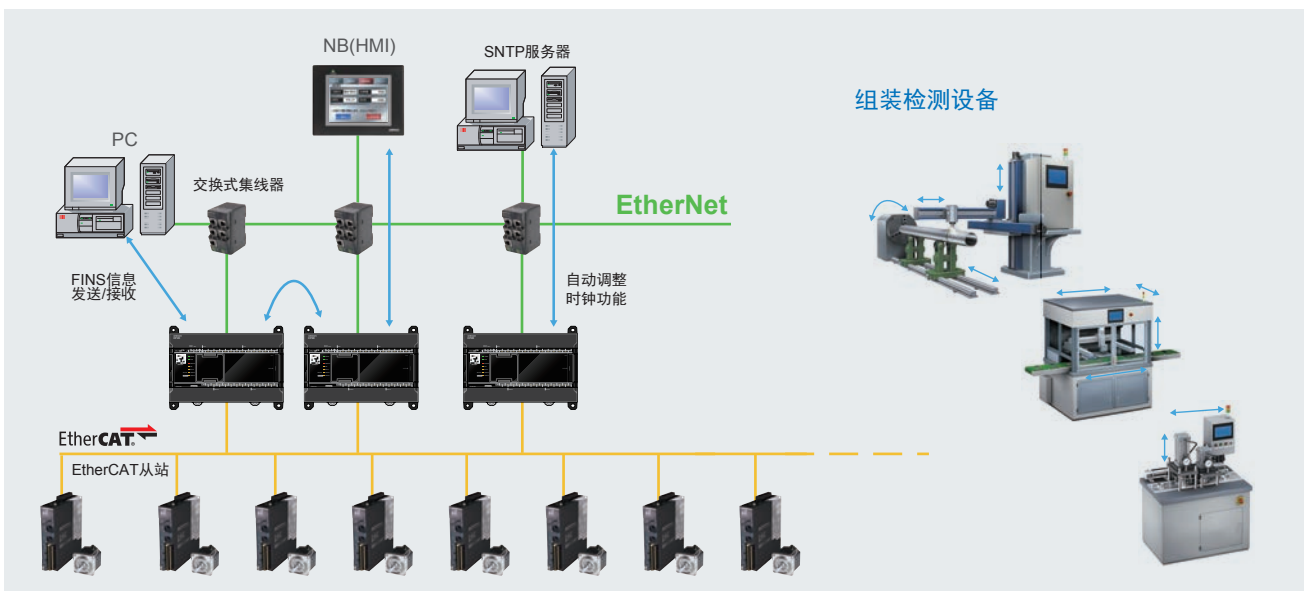 NB(HMI)
SNTP服务器
组装检测设备
PC
交换式集线器
EtherNet
FINS信息
发送/接收
自动调整
时钟功能
EtherCAT
EtherCAT从站